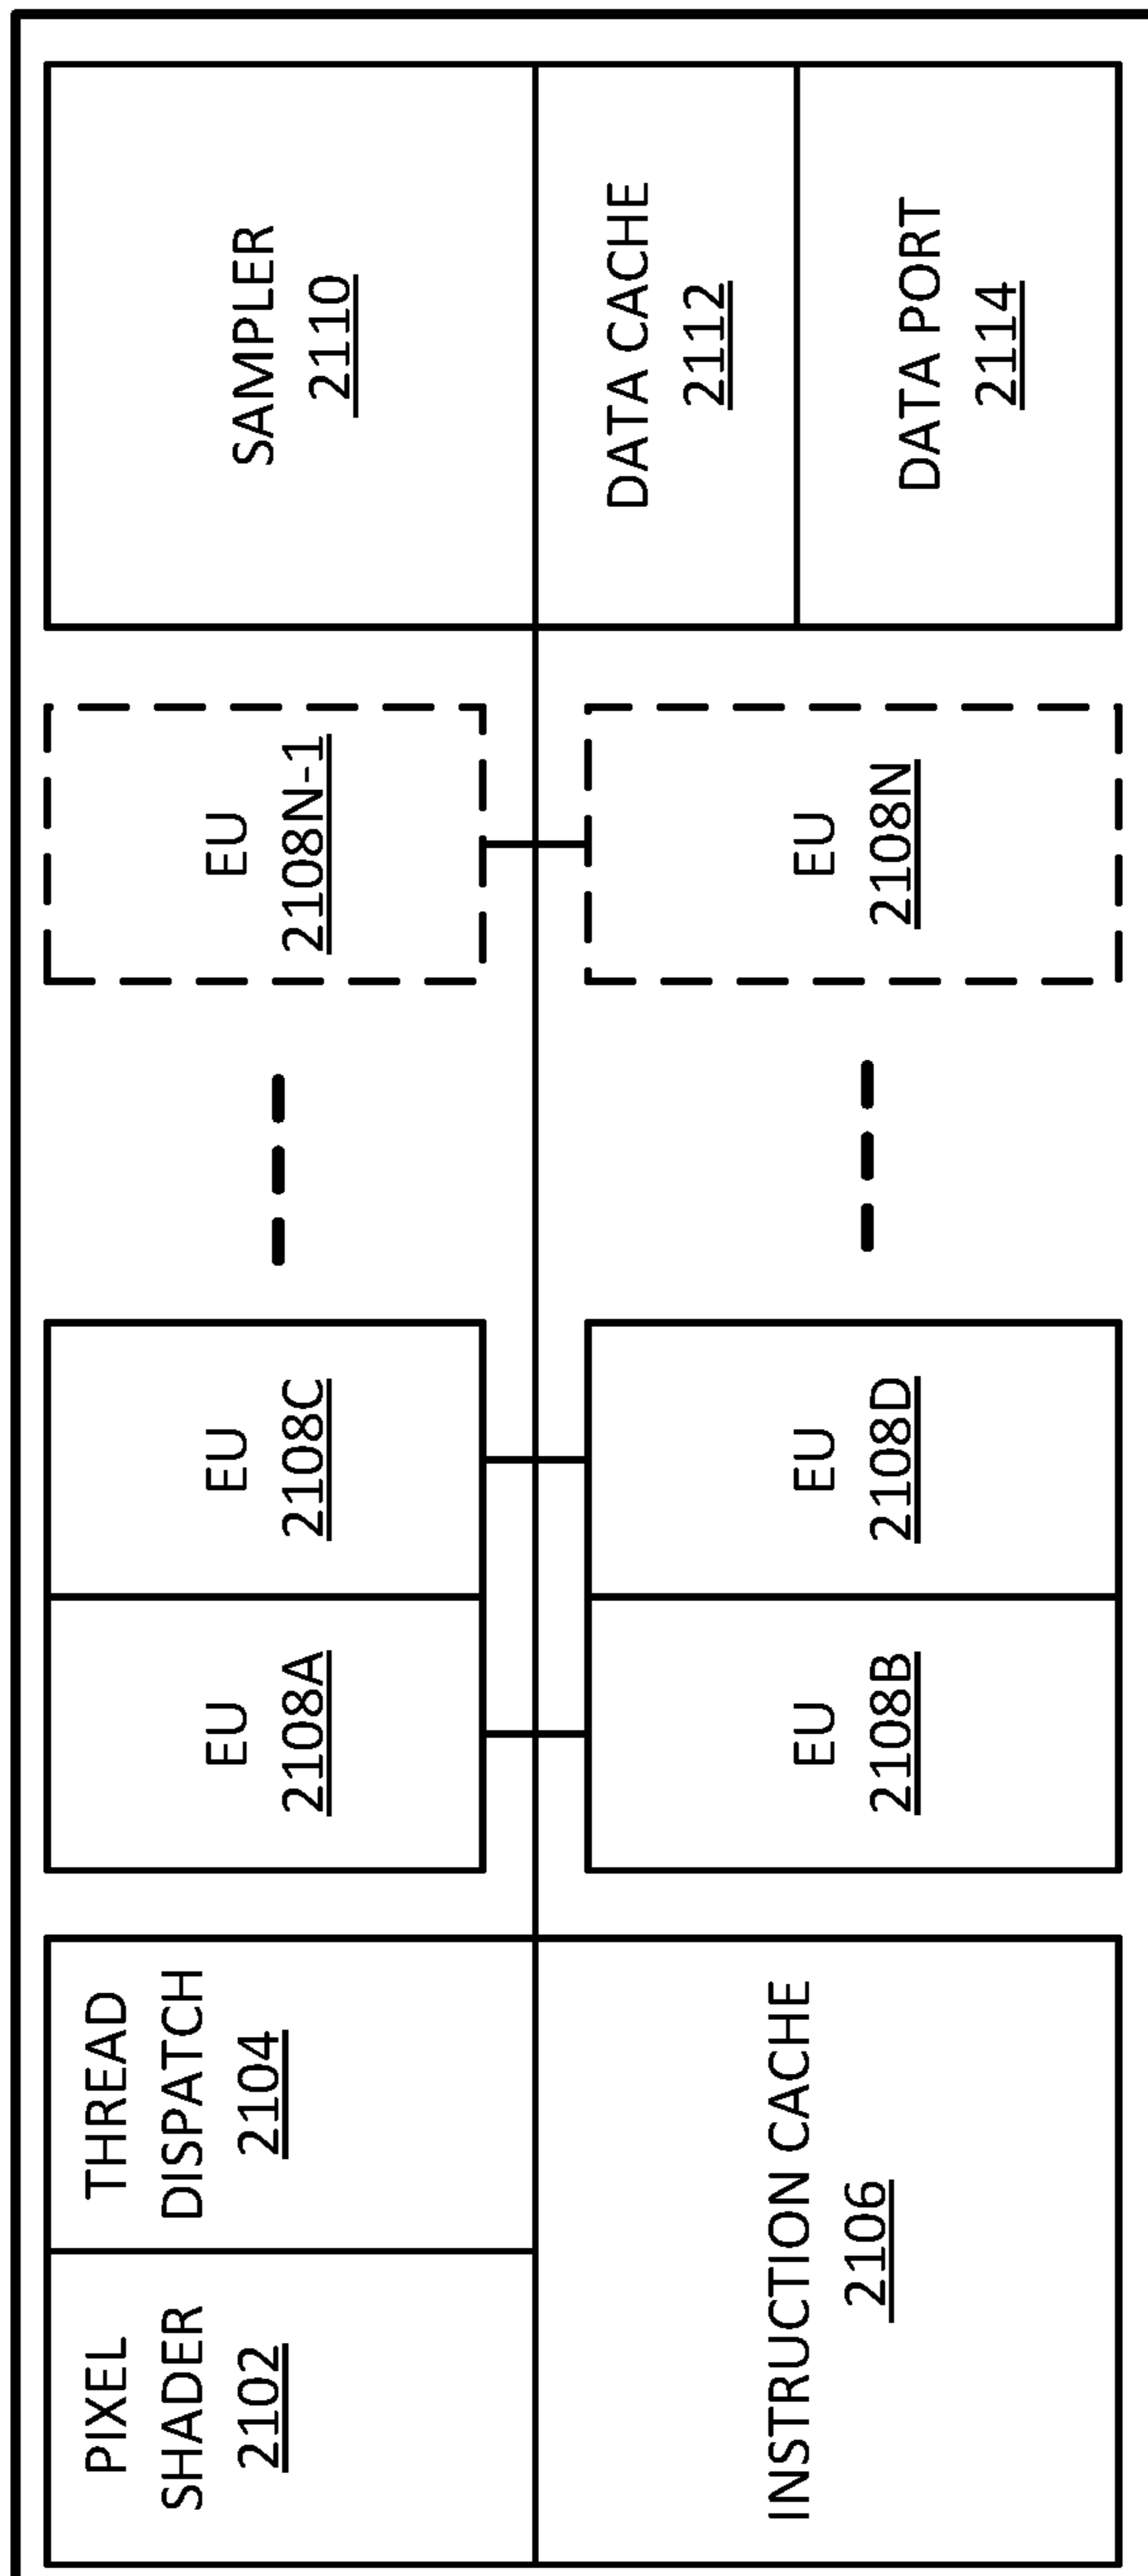 PIXEL
SHADER
2102
THREAD
DISPATCH
2104
INSTRUCTION CACHE
2106
EU
2108A
EU
2108C
EU
2108B
EU
2108D
EU
2108N-1
EU
2108N
SAMPLER
2110
DATA CACHE
2112
DATA PORT
2114